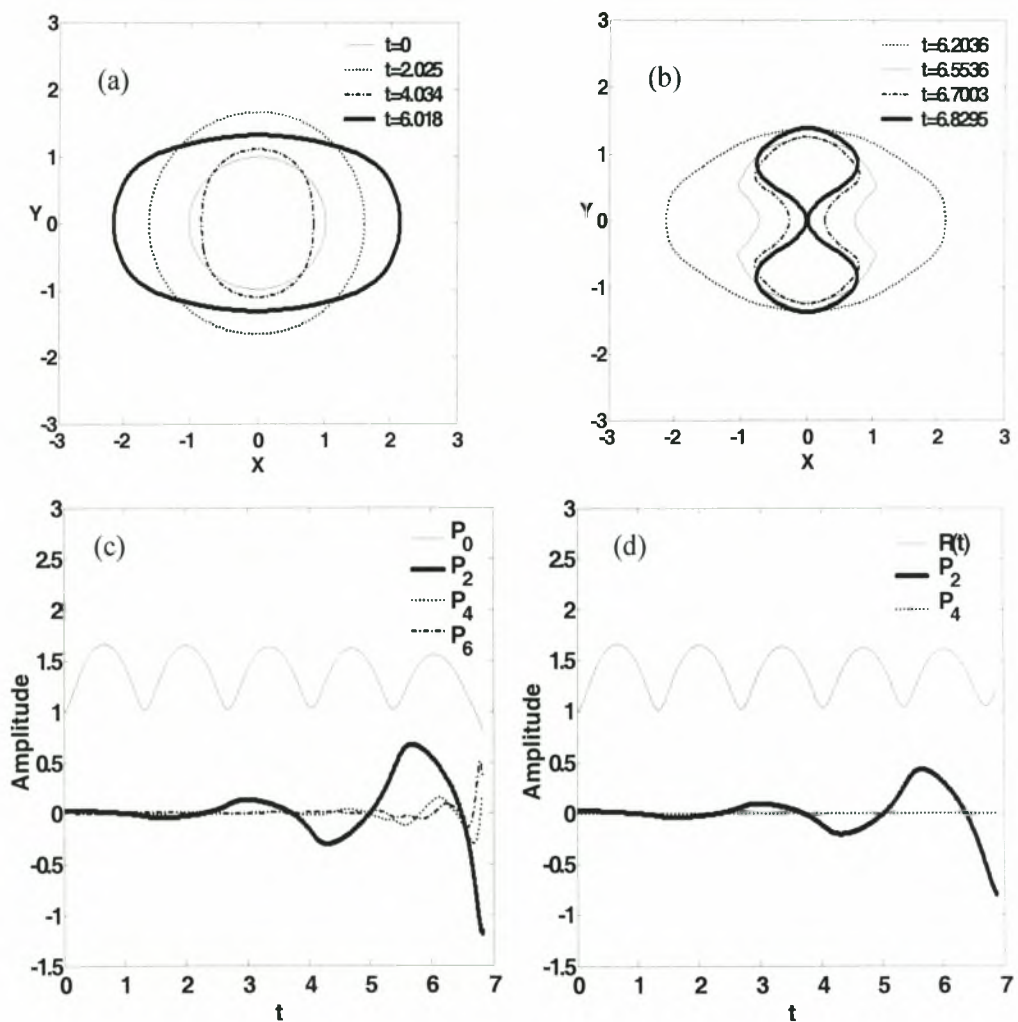 (a)
t=0
t=2.025
t=4.034
t=6.018
3
2
1
0
-1
-2
-3
Y
-3
-2
-1
0
1
2
3
X
(b)
t=6.2036
t=6.5536
t=6.7003
t=6.8295
3
2
1
0
-1
-2
-3
Y
-3
-2
-1
0
1
2
3
X
(c)
P0
P2
P4
P6
3
2.5
2
1.5
1
0.5
0
-0.5
-1
-1.5
Amplitude
0
1
2
3
4
5
6
7
t
(d)
R(t)
P2
P4
3
2.5
2
1.5
1
0.5
0
-0.5
-1
-1.5
Amplitude
0
1
2
3
4
5
6
7
t